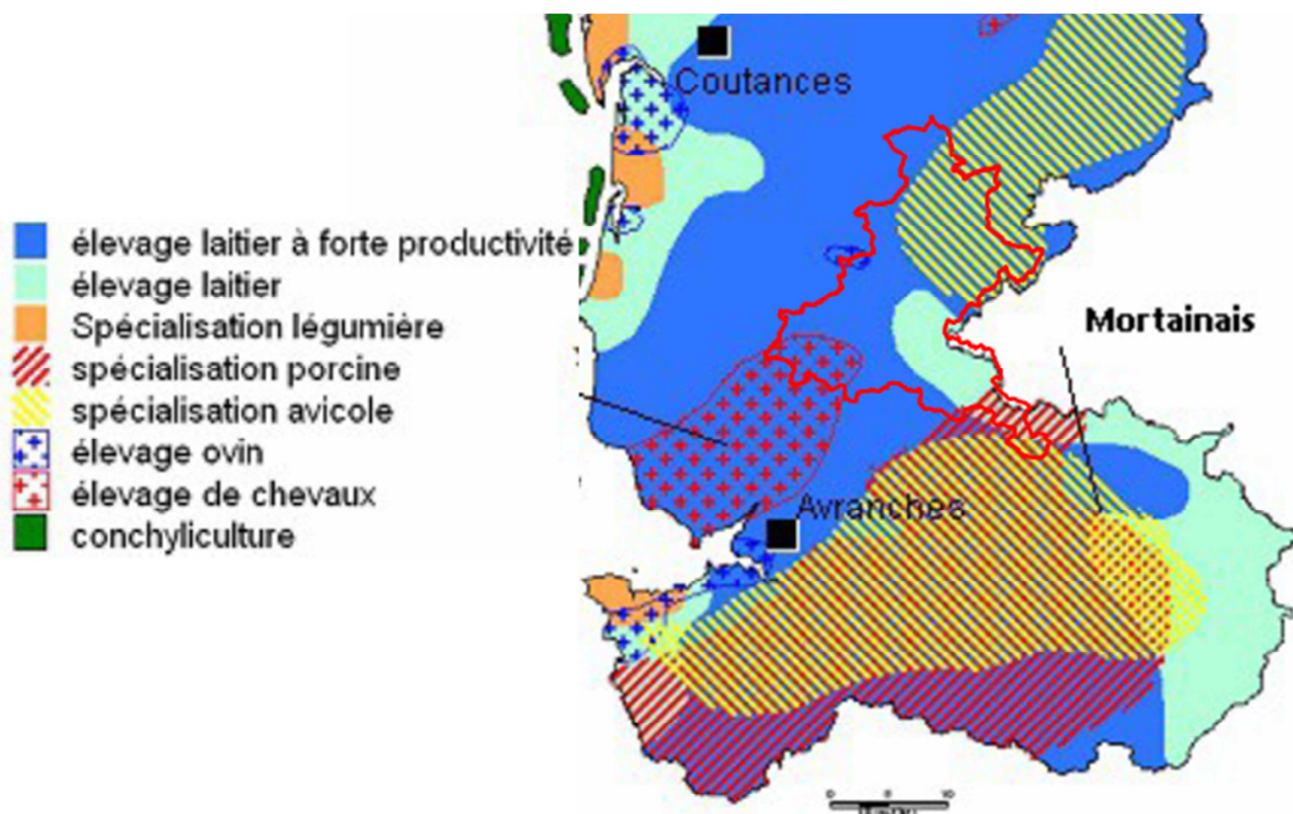 Coutances
élevage laitier à forte productivité
élevage laitier
Spécialisation légumière
spécialisation porcine
spécialisation avicole
élevage ovin
élevage de chevaux
conchyliculture
Mortainais
Avranches